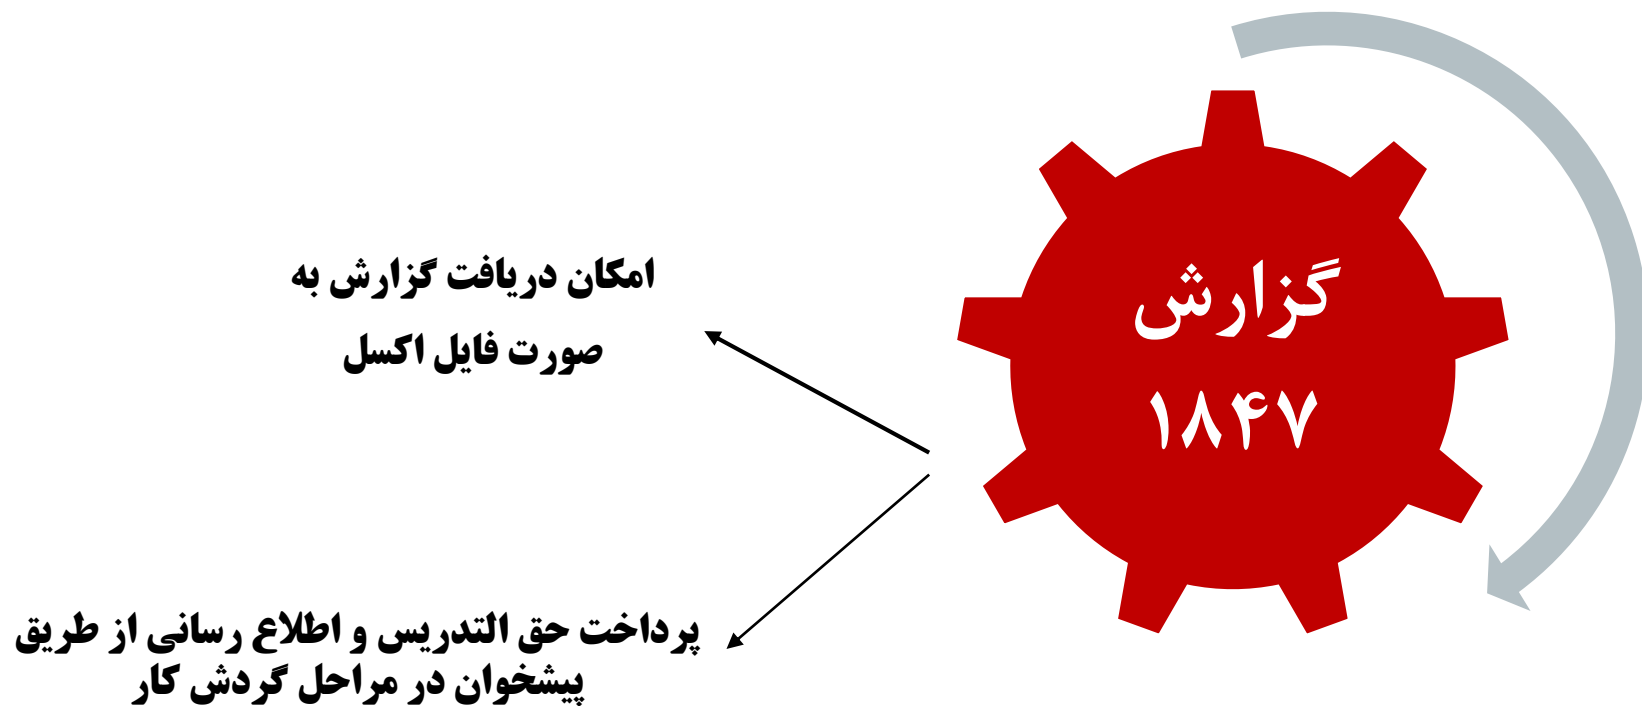 گزارش
۱۸۴۷
امکان دریافت گزارش به
صورت فایل اکسل
پرداخت حق التدریس و اطلاع رسانی از طریق
پیشخوان در مراحل گردش کار